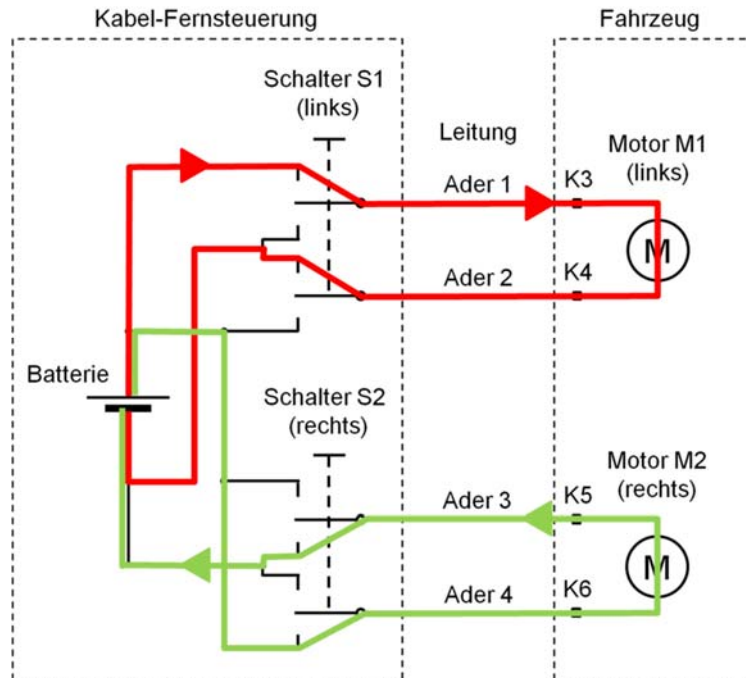 Kabel-Fernsteuerung
Fahrzeug
Schalter S1
(links)
Leitung
Motor M1
(links)
Ader 1
K3
M
Ader 2
K4
Batterie
Schalter S2
(rechts)
Motor M2
(rechts)
Ader 3
K5
M
Ader 4
K6